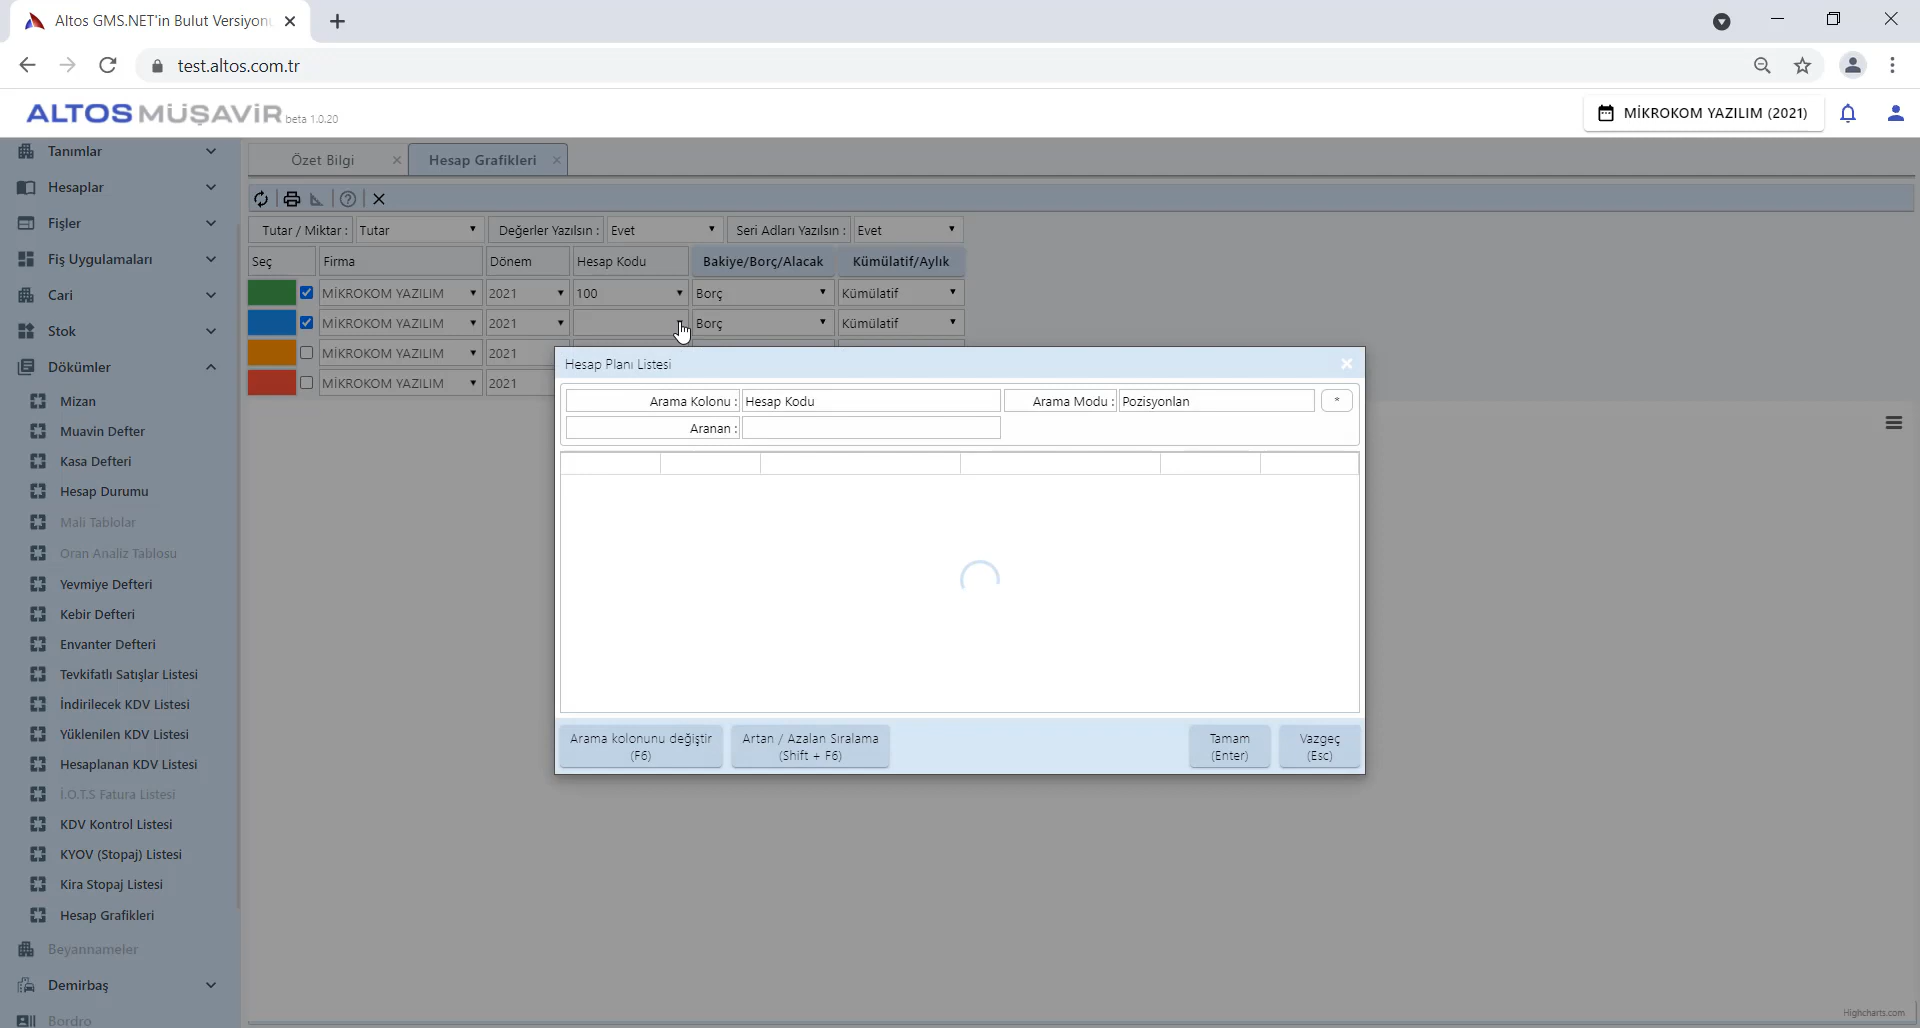 Altos GMS.NET'in Bulut Versiyon
test.altos.com.tr
ALTOS MÜŞAVİR beta 1.0.20
MİKROKOM YAZILIM (2021)
Tanımlar
Hesaplar
Fişler
Fiş Uygulamaları
Cari
Stok
Dökümler
Mizan
Muavin Defter
Kasa Defteri
Hesap Durumu
Mali Tablolar
Oran Analiz Tablosu
Yevmiye Defteri
Kebir Defteri
Envanter Defteri
Tevkifatlı Satışlar Listesi
İndirilecek KDV Listesi
Yüklenilen KDV Listesi
Hesaplanan KDV Listesi
İ.O.T.S Fatura Listesi
KDV Kontrol Listesi
KYOV (Stopaj) Listesi
Kira Stopaj Listesi
Hesap Grafikleri
Beyannameler
Demirbaş
Bordro
Özet Bilgi
Hesap Grafikleri
Tutar / Miktar : Tutar Değerler Yazılsın : Evet Seri Adları Yazılsın : Evet
Seç Firma Dönem Hesap Kodu Bakiye/Borç/Alacak Kümülatif/Aylık
MİKROKOM YAZILIM 2021 100 Borç Kümülatif
MİKROKOM YAZILIM 2021 Borç Kümülatif
MİKROKOM YAZILIM 2021
MİKROKOM YAZILIM 2021
Hesap Planı Listesi
Arama Kolonu : Hesap Kodu Arama Modu : Pozisyonlan *
Aranan :
Arama kolonunu değiştir
(F6)
Artan / Azalan Sıralama
(Shift + F6)
Tamam
(Enter)
Vazgeç
(Esc)
Highcharts.com